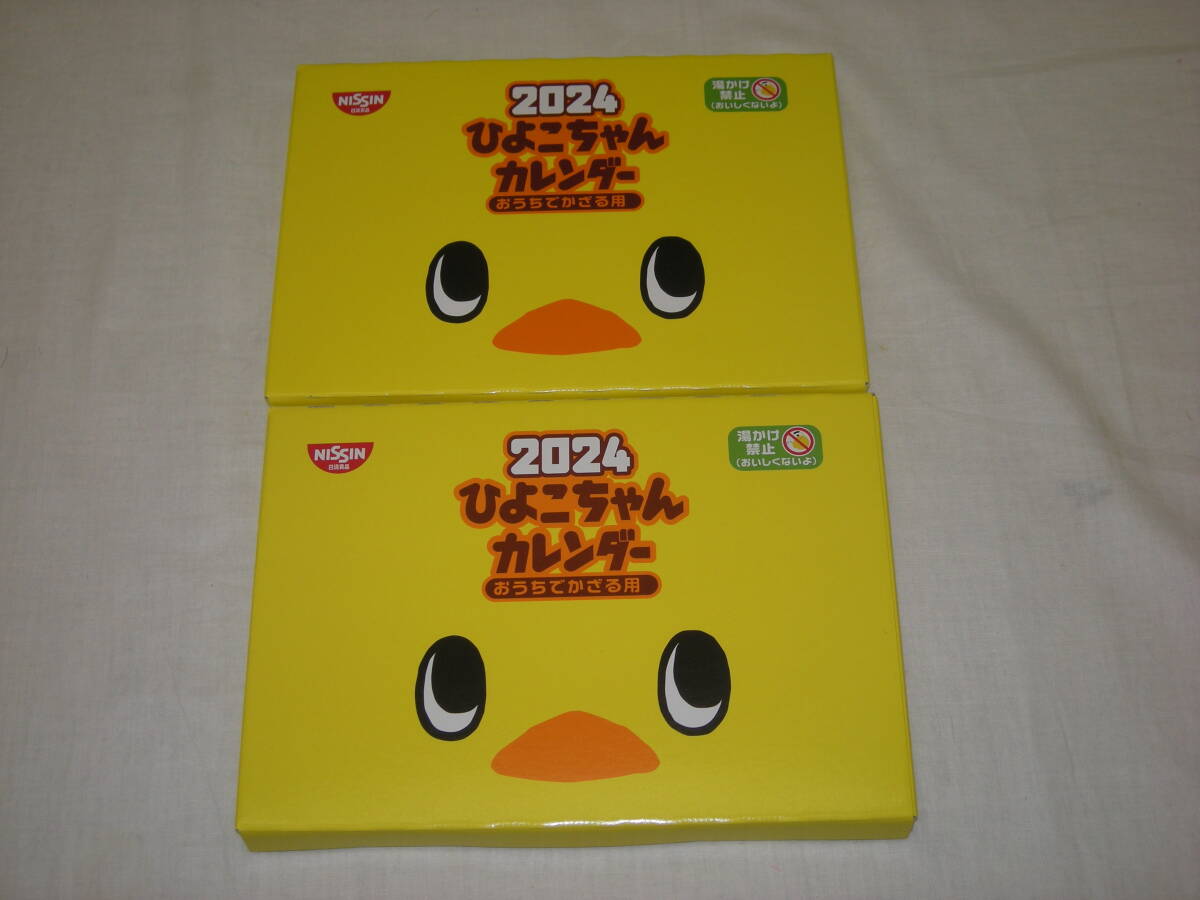 NISSIN
日清食品
2024
ひよこちゃん
カレンダー
おうちでかざる用
湯かけ
禁止
(おいしくないよ)
NISSIN
日清食品
2024
ひよこちゃん
カレンダー
おうちでかざる用
湯かけ
禁止
(おいしくないよ)